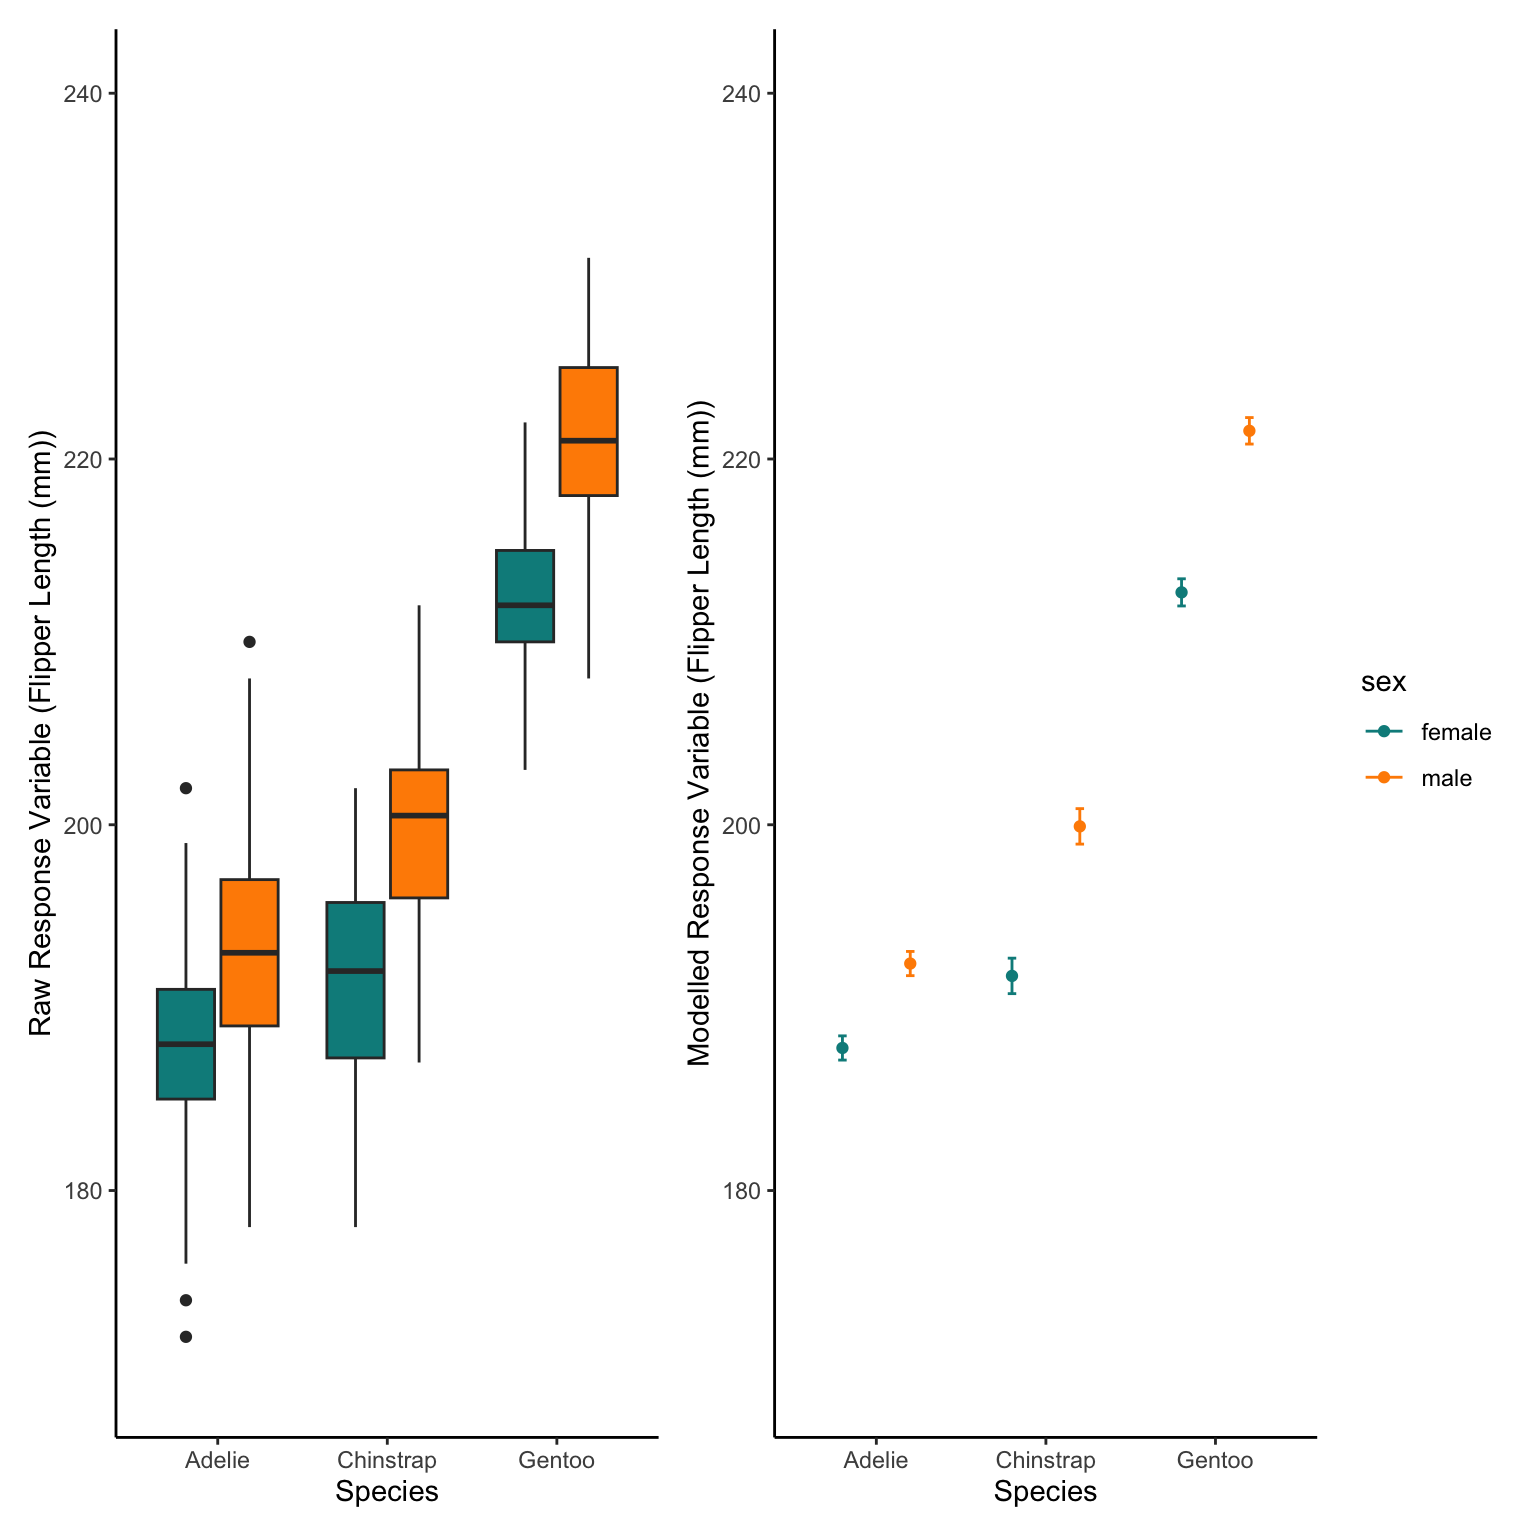 Raw Response Variable (Flipper Length (mm))
240
220
200
180
Adelie
Chinstrap
Gentoo
Species
Modelled Response Variable (Flipper Length (mm))
240
220
200
180
Adelie
Chinstrap
Gentoo
Species
sex
female
male